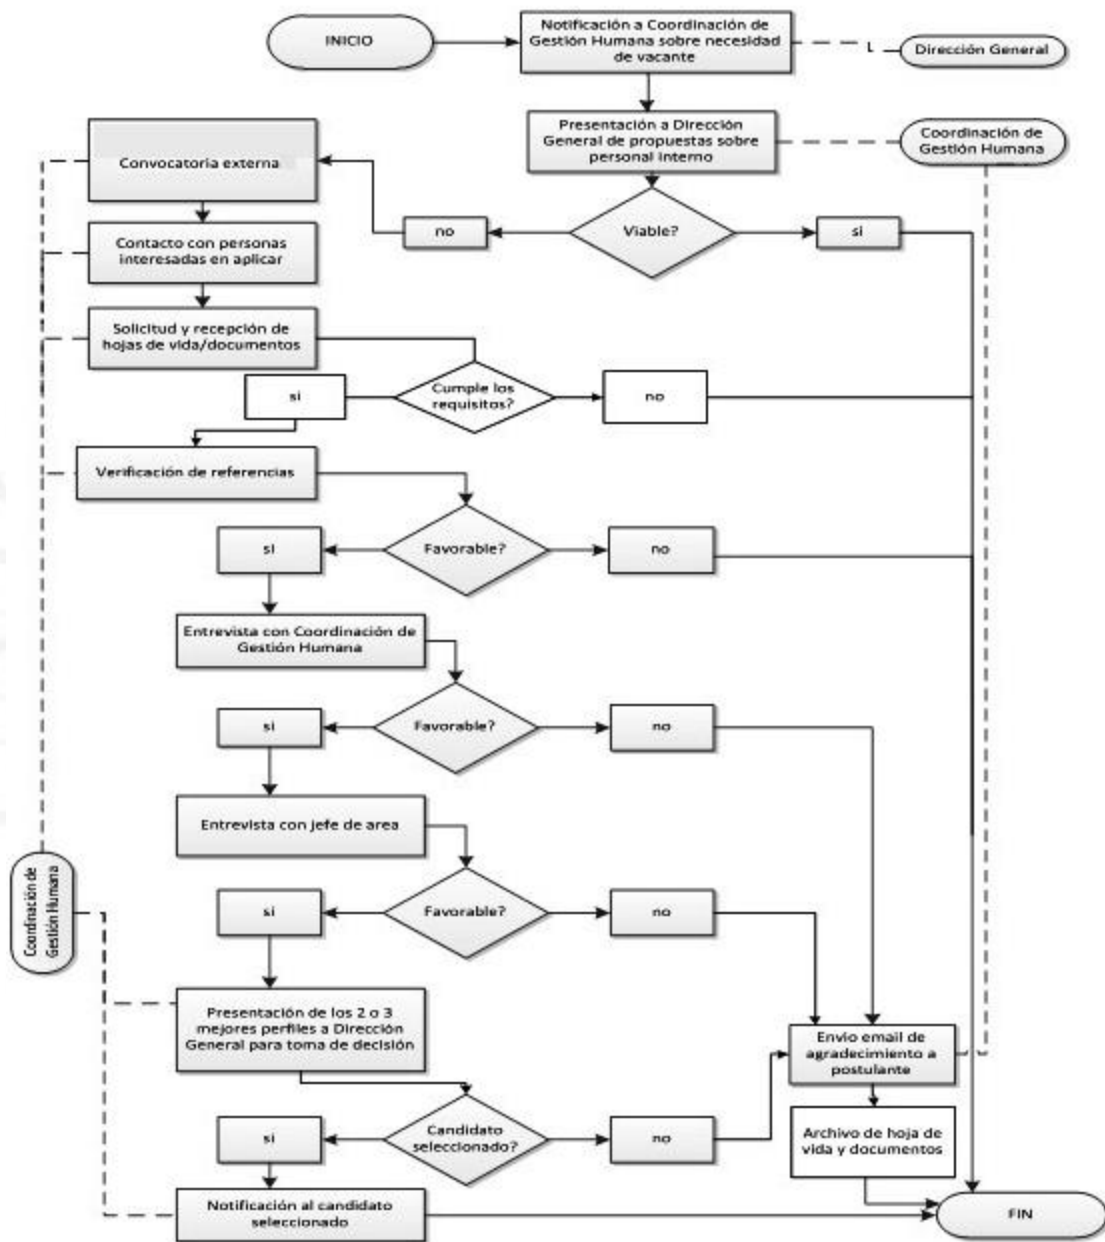 INICIO
Notificación a Coordinación de
Gestión Humana sobre necesidad
de vacante
Dirección General
Presentación a Dirección
General de propuestas sobre
personal interno
Coordinación de
Gestión Humana
Convocatoria externa
no
Viable?
si
Contacto con personas
interesadas en aplicar
Solicitud y recepción de
hojas de vida/documentos
si
Cumple los
requisitos?
no
Verificación de referencias
si
Favorable?
no
Entrevista con Coordinación de
Gestión Humana
si
Favorable?
no
Entrevista con jefe de area
Coordinación de
Gestión Humana
si
Favorable?
no
Presentación de los 2 o 3
mejores perfiles a Dirección
General para toma de decisión
Envio email de
agradecimiento a
postulante
si
Candidato
seleccionado?
no
Archivo de hoja de
vida y documentos
Notificación al candidato
seleccionado
FIN